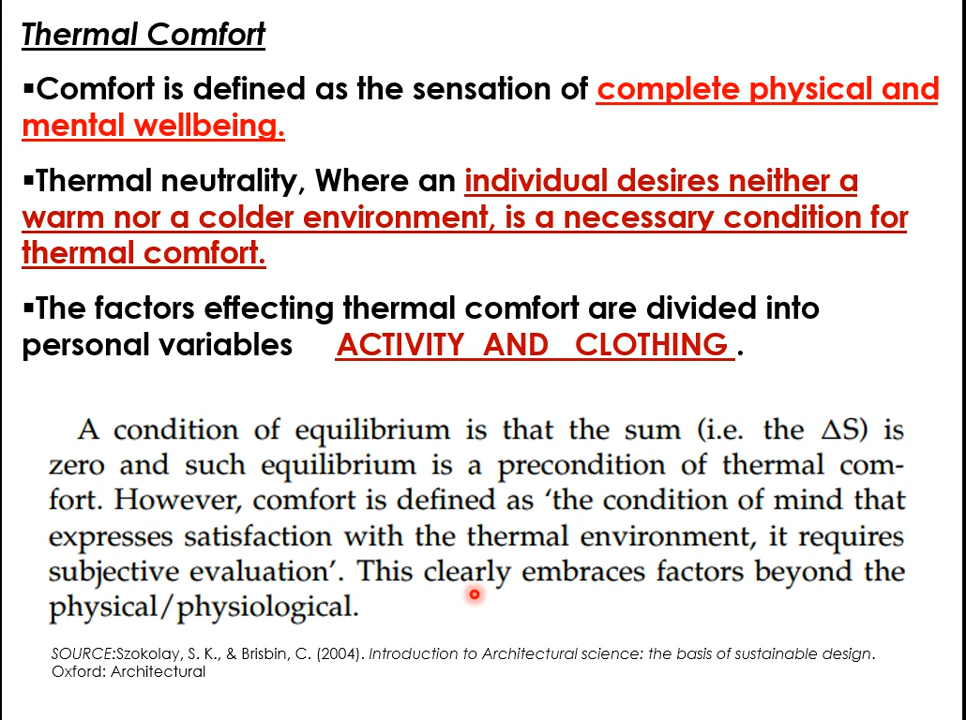 Thermal Comfort
▪Comfort is defined as the sensation of complete physical and
mental wellbeing.
▪Thermal neutrality, Where an individual desires neither a
warm nor a colder environment, is a necessary condition for
thermal comfort.
▪The factors effecting thermal comfort are divided into
personal variables ACTIVITY AND CLOTHING .
A condition of equilibrium is that the sum (i.e. the ΔS) is
zero and such equilibrium is a precondition of thermal com-
fort. However, comfort is defined as ‘the condition of mind that
expresses satisfaction with the thermal environment, it requires
subjective evaluation’. This clearly embraces factors beyond the
physical/physiological.
SOURCE:Szokolay, S. K., & Brisbin, C. (2004). Introduction to Architectural science: the basis of sustainable design.
Oxford: Architectural